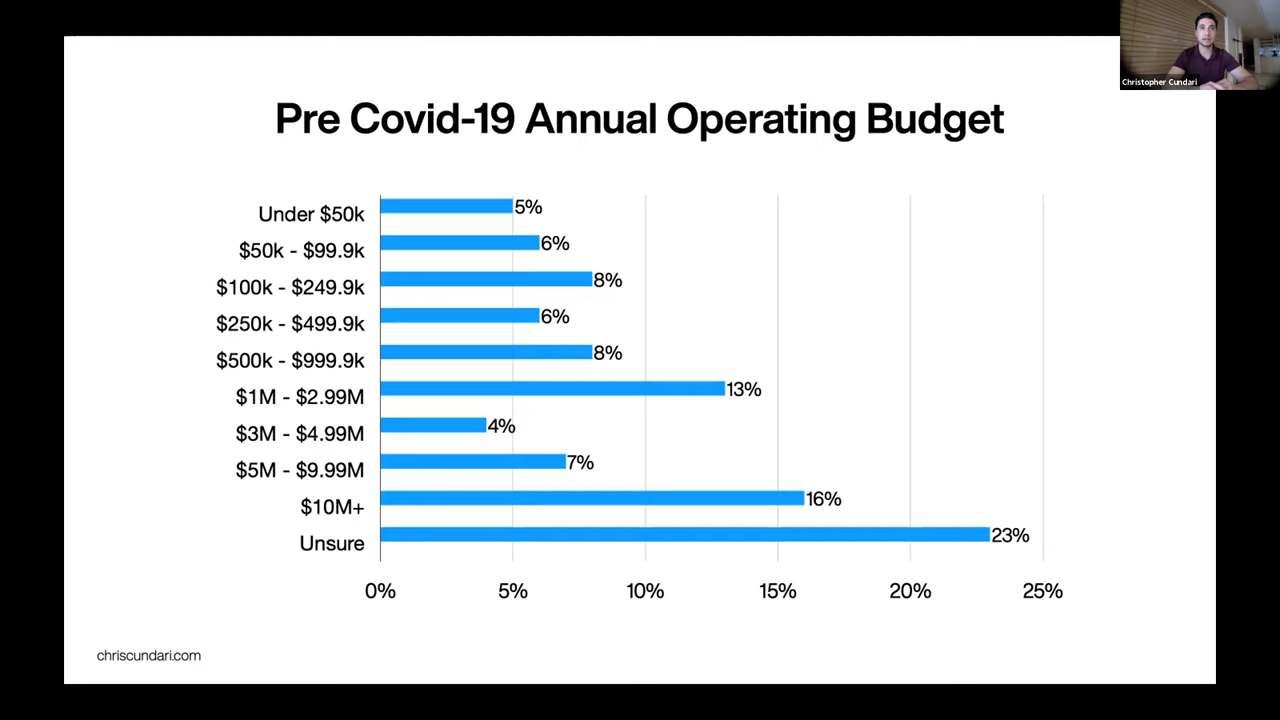 Christopher Cundari
Pre Covid-19 Annual Operating Budget
Under $50k 5%
$50k - $99.9k 6%
$100k - $249.9k 8%
$250k - $499.9k 6%
$500k - $999.9k 8%
$1M - $2.99M 13%
$3M - $4.99M 4%
$5M - $9.99M 7%
$10M+ 16%
Unsure 23%
0% 5% 10% 15% 20% 25%
chriscundari.com